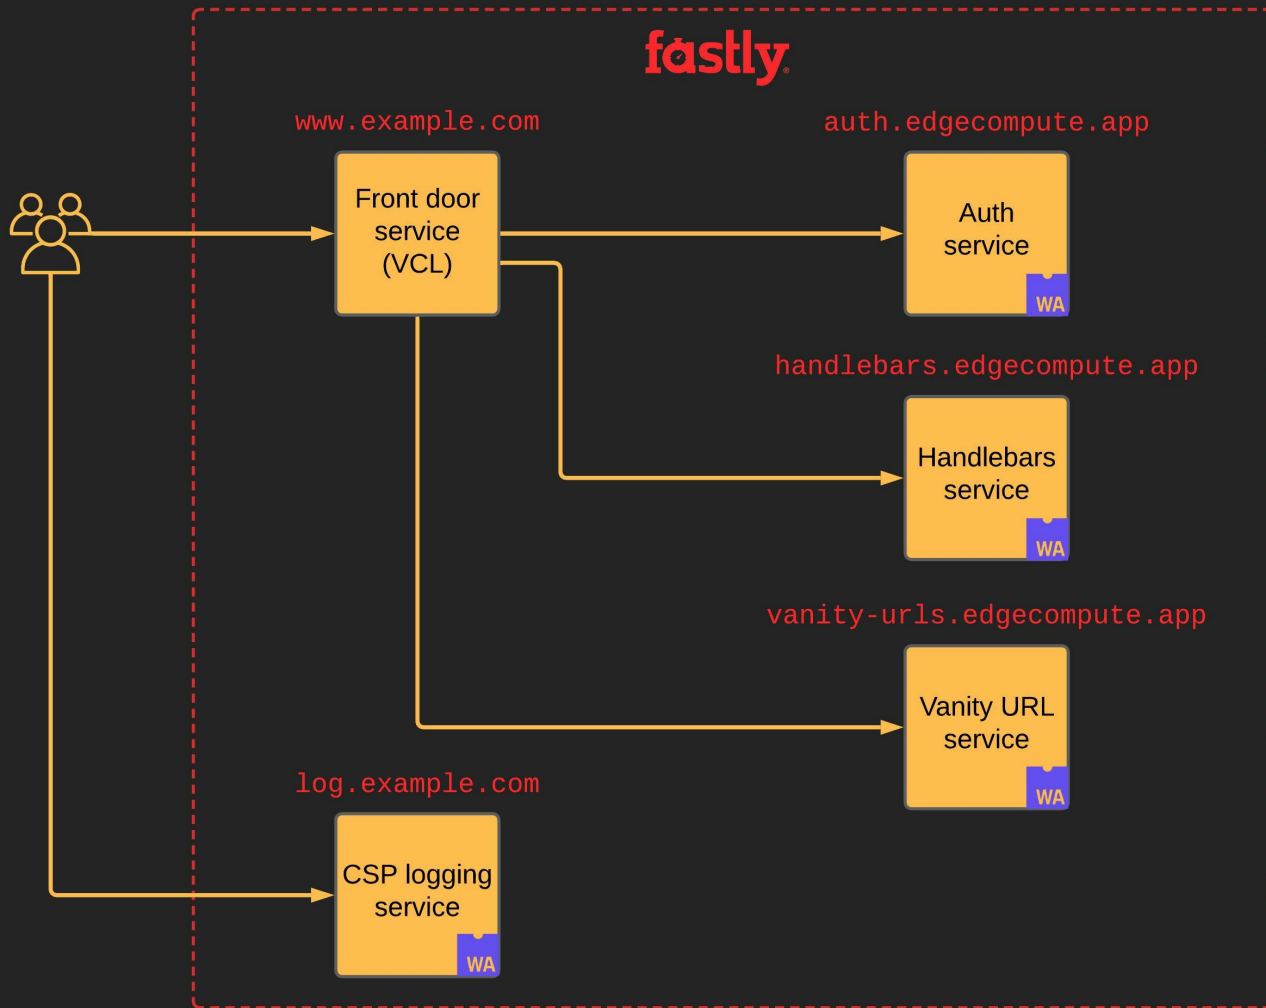 fastly
www.example.com
auth.edgecompute.app
Front door
service
(VCL)
Auth
service
WA
handlebars.edgecompute.app
Handlebars
service
WA
vanity-urls.edgecompute.app
Vanity URL
service
WA
log.example.com
CSP logging
service
WA